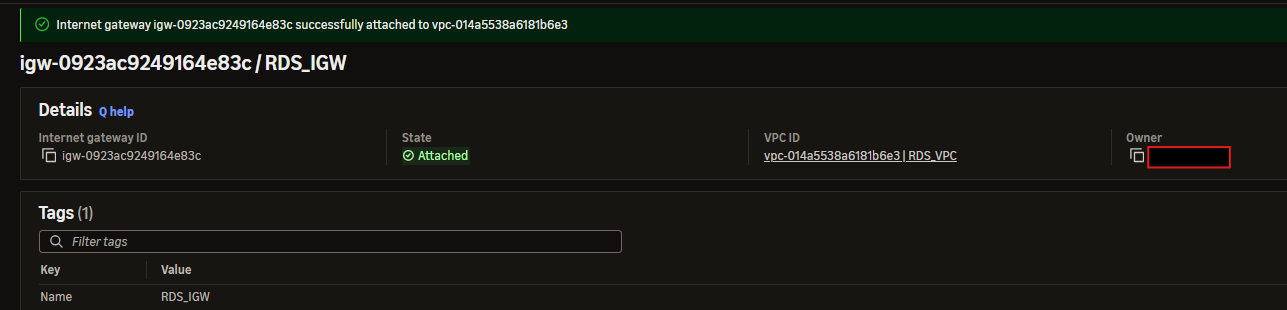 Internet gateway igw-0923ac9249164e83c successfully attached to vpc-014a5538a6181b6e3
igw-0923ac9249164e83c / RDS_IGW
Details Q help
Internet gateway ID
igw-0923ac9249164e83c
State
Attached
VPC ID
vpc-014a5538a6181b6e3 | RDS_VPC
Owner
Tags (1)
Filter tags
Key Value
Name RDS_IGW